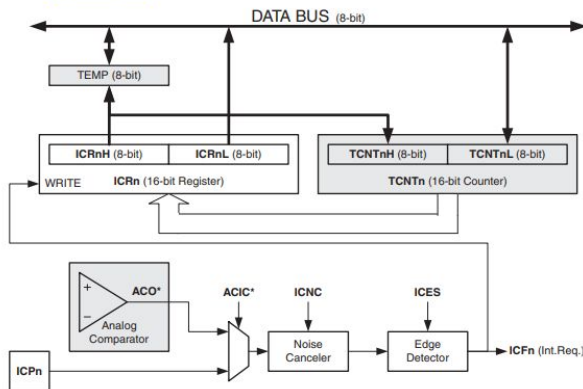 DATA BUS (8-bit)
TEMP (8-bit)
ICRnH (8-bit) ICRnL (8-bit)
TCNTnH (8-bit) TCNTnL (8-bit)
WRITE
ICRn (16-bit Register)
TCNTn (16-bit Counter)
+
−
ACO*
Analog
Comparator
ACIC*
ICNC
ICES
Noise
Canceler
Edge
Detector
ICFn (Int.Req.)
ICPn